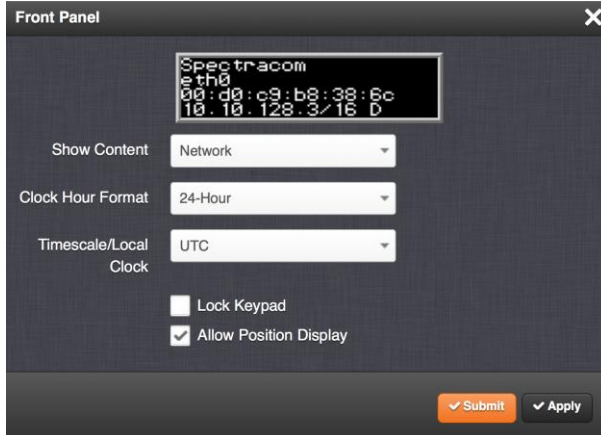 Front Panel
Spectracom
eth0
00:d0:c9:b8:38:6c
10.10.128.3/16 D
Show Content
Network
Clock Hour Format
24-Hour
Timescale/Local
Clock
UTC
Lock Keypad
Allow Position Display
Submit
Apply